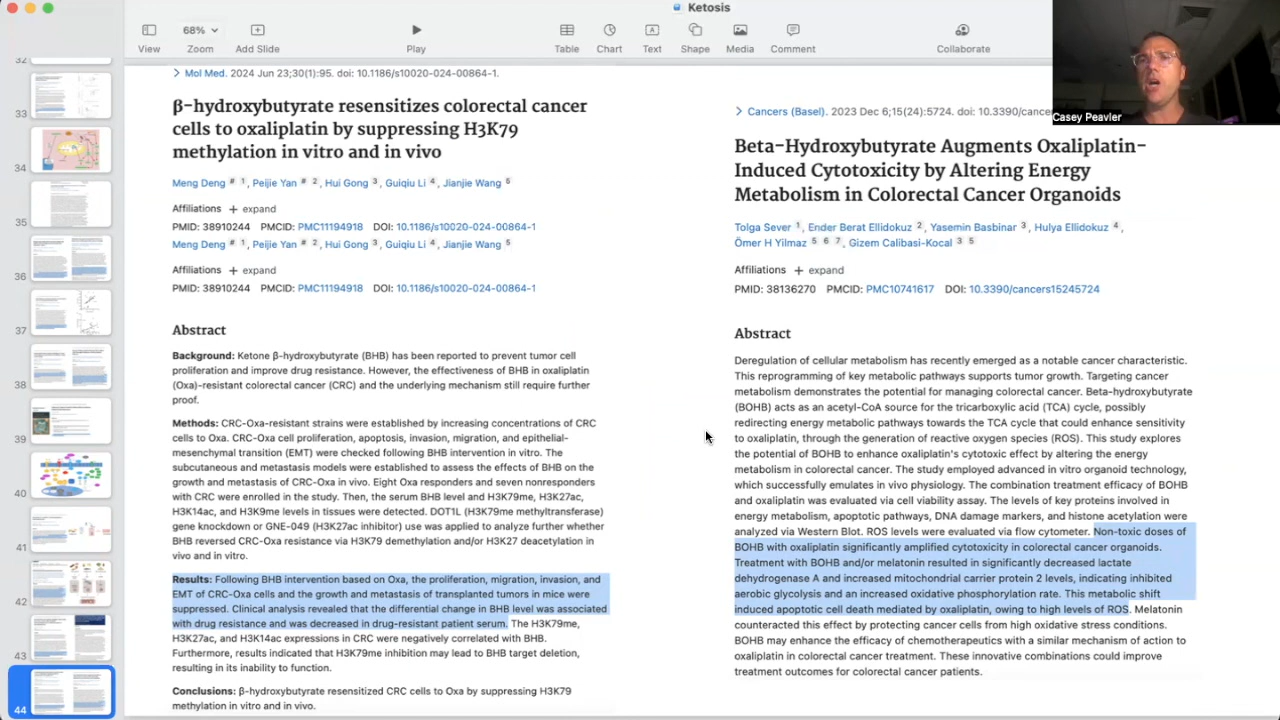 Ketosis
68%
View
Zoom
Add Slide
Play
Table
Chart
Text
Shape
Media
Comment
Collaborate
Casey Peavler
32
33
34
35
36
37
38
39
40
41
42
43
44
Mol Med. 2024 Jun 23;30(1):95. doi: 10.1186/s10020-024-00864-1.
β-hydroxybutyrate resensitizes colorectal cancer
cells to oxaliplatin by suppressing H3K79
methylation in vitro and in vivo
Meng Deng # 1, Peijie Yan # 2, Hui Gong 3, Guiqiu Li 4, Jianjie Wang 5
Affiliations + expand
PMID: 38910244 PMCID: PMC11194918 DOI: 10.1186/s10020-024-00864-1
Meng Deng # 1, Peijie Yan # 2, Hui Gong 3, Guiqiu Li 4, Jianjie Wang 5
Affiliations + expand
PMID: 38910244 PMCID: PMC11194918 DOI: 10.1186/s10020-024-00864-1
Abstract
Background: Ketone β-hydroxybutyrate (BHB) has been reported to prevent tumor cell
proliferation and improve drug resistance. However, the effectiveness of BHB in oxaliplatin
(Oxa)-resistant colorectal cancer (CRC) and the underlying mechanism still require further
proof.
Methods: CRC-Oxa-resistant strains were established by increasing concentrations of CRC
cells to Oxa. CRC-Oxa cell proliferation, apoptosis, invasion, migration, and epithelial-
mesenchymal transition (EMT) were checked following BHB intervention in vitro. The
subcutaneous and metastasis models were established to assess the effects of BHB on the
growth and metastasis of CRC-Oxa in vivo. Eight Oxa responders and seven nonresponders
with CRC were enrolled in the study. Then, the serum BHB level and H3K79me, H3K27ac,
H3K14ac, and H3K9me levels in tissues were detected. DOT1L (H3K79me methyltransferase)
gene knockdown or GNE-049 (H3K27ac inhibitor) use was applied to analyze further whether
BHB reversed CRC-Oxa resistance via H3K79 demethylation and/or H3K27 deacetylation in
vivo and in vitro.
Results: Following BHB intervention based on Oxa, the proliferation, migration, invasion, and
EMT of CRC-Oxa cells and the growth and metastasis of transplanted tumors in mice were
suppressed. Clinical analysis revealed that the differential change in BHB level was associated
with drug resistance and was decreased in drug-resistant patient serum. The H3K79me,
H3K27ac, and H3K14ac expressions in CRC were negatively correlated with BHB.
Furthermore, results indicated that H3K79me inhibition may lead to BHB target deletion,
resulting in its inability to function.
Conclusions: β-hydroxybutyrate resensitized CRC cells to Oxa by suppressing H3K79
methylation in vitro and in vivo.
Cancers (Basel). 2023 Dec 6;15(24):5724. doi: 10.3390/cance
Beta-Hydroxybutyrate Augments Oxaliplatin-
Induced Cytotoxicity by Altering Energy
Metabolism in Colorectal Cancer Organoids
Tolga Sever 1, Ender Berat Ellidokuz 2, Yasemin Basbinar 3, Hulya Ellidokuz 4,
Ömer H Yilmaz 5 6 7, Gizem Calibasi-Kocal 3 5
Affiliations + expand
PMID: 38136270 PMCID: PMC10741617 DOI: 10.3390/cancers15245724
Abstract
Deregulation of cellular metabolism has recently emerged as a notable cancer characteristic.
This reprogramming of key metabolic pathways supports tumor growth. Targeting cancer
metabolism demonstrates the potential for managing colorectal cancer. Beta-hydroxybutyrate
(BOHB) acts as an acetyl-CoA source for the tricarboxylic acid (TCA) cycle, possibly
redirecting energy metabolic pathways towards the TCA cycle that could enhance sensitivity
to oxaliplatin, through the generation of reactive oxygen species (ROS). This study explores
the potential of BOHB to enhance oxaliplatin's cytotoxic effect by altering the energy
metabolism in colorectal cancer. The study employed advanced in vitro organoid technology,
which successfully emulates in vivo physiology. The combination treatment efficacy of BOHB
and oxaliplatin was evaluated via cell viability assay. The levels of key proteins involved in
energy metabolism, apoptotic pathways, DNA damage markers, and histone acetylation were
analyzed via Western Blot. ROS levels were evaluated via flow cytometer. Non-toxic doses of
BOHB with oxaliplatin significantly amplified cytotoxicity in colorectal cancer organoids.
Treatment with BOHB and/or melatonin resulted in significantly decreased lactate
dehydrogenase A and increased mitochondrial carrier protein 2 levels, indicating inhibited
aerobic glycolysis and an increased oxidative phosphorylation rate. This metabolic shift
induced apoptotic cell death mediated by oxaliplatin, owing to high levels of ROS. Melatonin
counteracted this effect by protecting cancer cells from high oxidative stress conditions.
BOHB may enhance the efficacy of chemotherapeutics with a similar mechanism of action to
oxaliplatin in colorectal cancer treatment. These innovative combinations could improve
treatment outcomes for colorectal cancer patients.